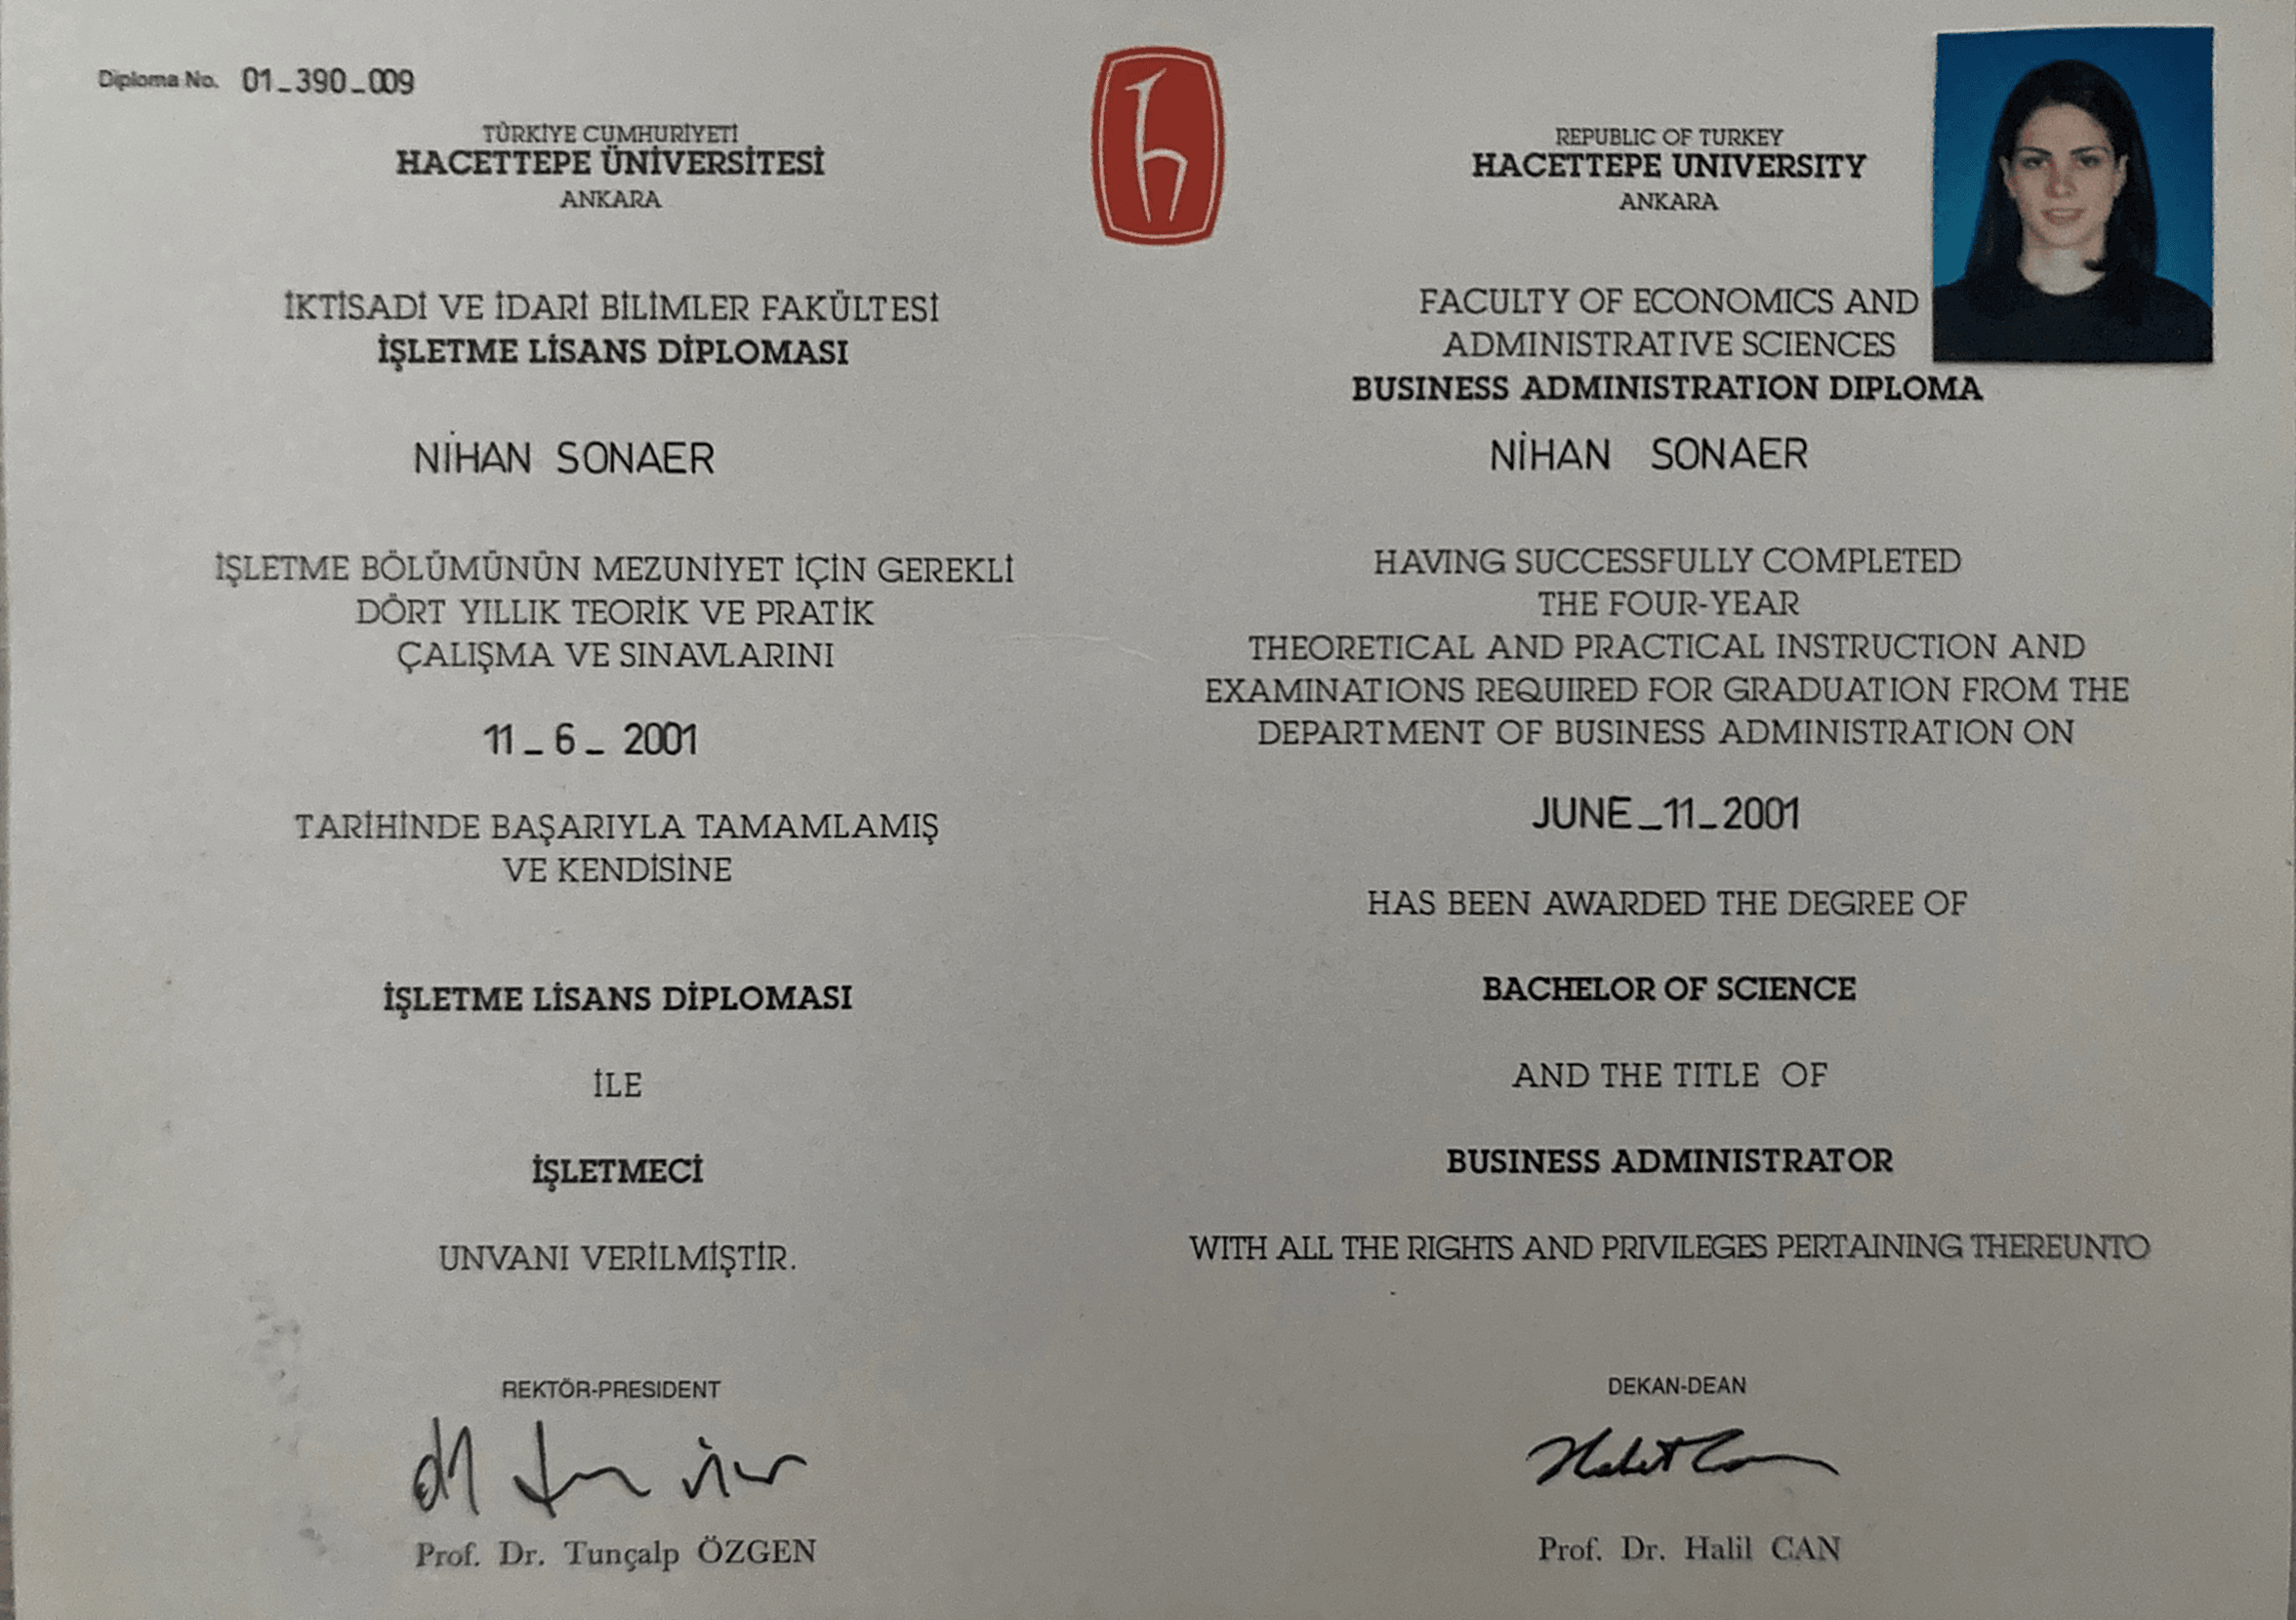 Diploma No. 01_390_009
TÜRKİYE CUMHURİYETİ
HACETTEPE ÜNİVERSİTESİ
ANKARA
İKTİSADİ VE İDARİ BİLİMLER FAKÜLTESİ
İŞLETME LİSANS DİPLOMASI
NİHAN SONAER
İŞLETME BÖLÜMÜNÜN MEZUNİYET İÇİN GEREKLİ
DÖRT YILLIK TEORİK VE PRATİK
ÇALIŞMA VE SINAVLARINI
11_6_2001
TARİHİNDE BAŞARIYLA TAMAMLAMIŞ
VE KENDİSİNE
İŞLETME LİSANS DİPLOMASI
İLE
İŞLETMECİ
UNVANI VERİLMİŞTİR.
REKTÖR-PRESIDENT
Prof. Dr. Tunçalp ÖZGEN
REPUBLIC OF TURKEY
HACETTEPE UNIVERSITY
ANKARA
FACULTY OF ECONOMICS AND
ADMINISTRATIVE SCIENCES
BUSINESS ADMINISTRATION DIPLOMA
NİHAN SONAER
HAVING SUCCESSFULLY COMPLETED
THE FOUR-YEAR
THEORETICAL AND PRACTICAL INSTRUCTION AND
EXAMINATIONS REQUIRED FOR GRADUATION FROM THE
DEPARTMENT OF BUSINESS ADMINISTRATION ON
JUNE_11_2001
HAS BEEN AWARDED THE DEGREE OF
BACHELOR OF SCIENCE
AND THE TITLE OF
BUSINESS ADMINISTRATOR
WITH ALL THE RIGHTS AND PRIVILEGES PERTAINING THEREUNTO
DEKAN-DEAN
Prof. Dr. Halil CAN